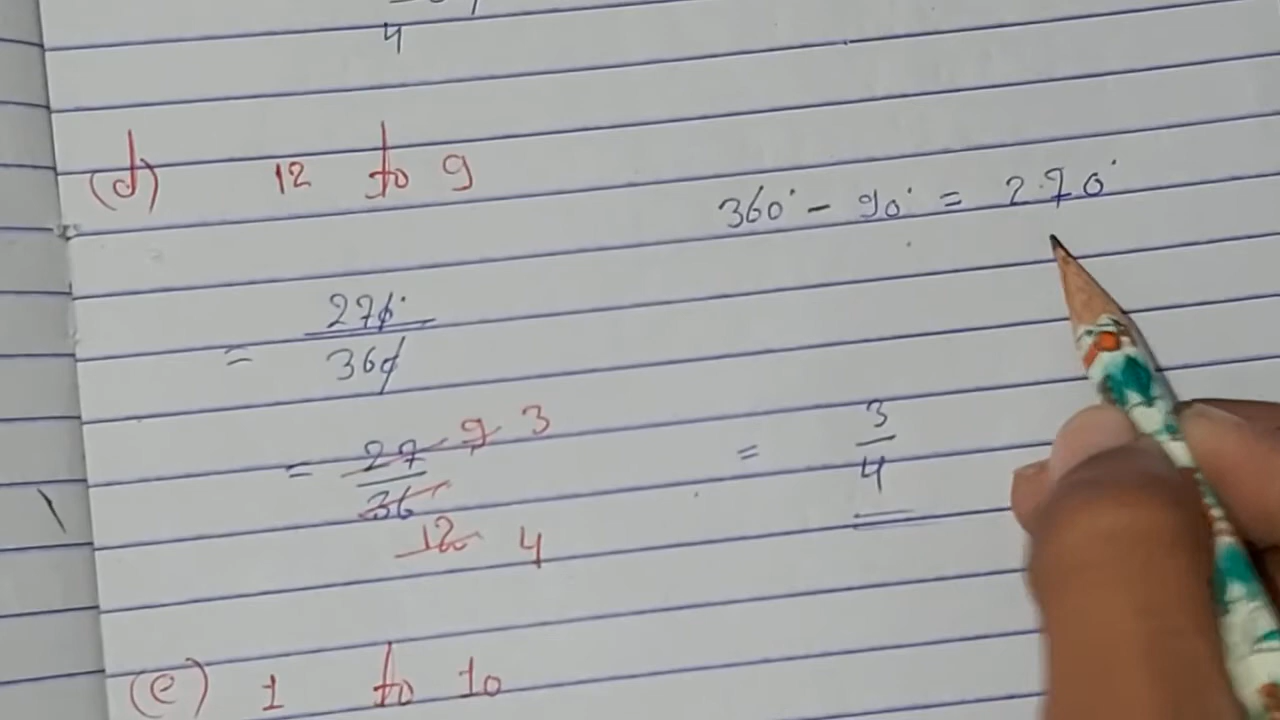 4
(d) 12 to 9
360° - 90° = 270°
= 270° / 360
= 27 / 36 9 3 / 12 4 = 3 / 4
(e) 1 to 10